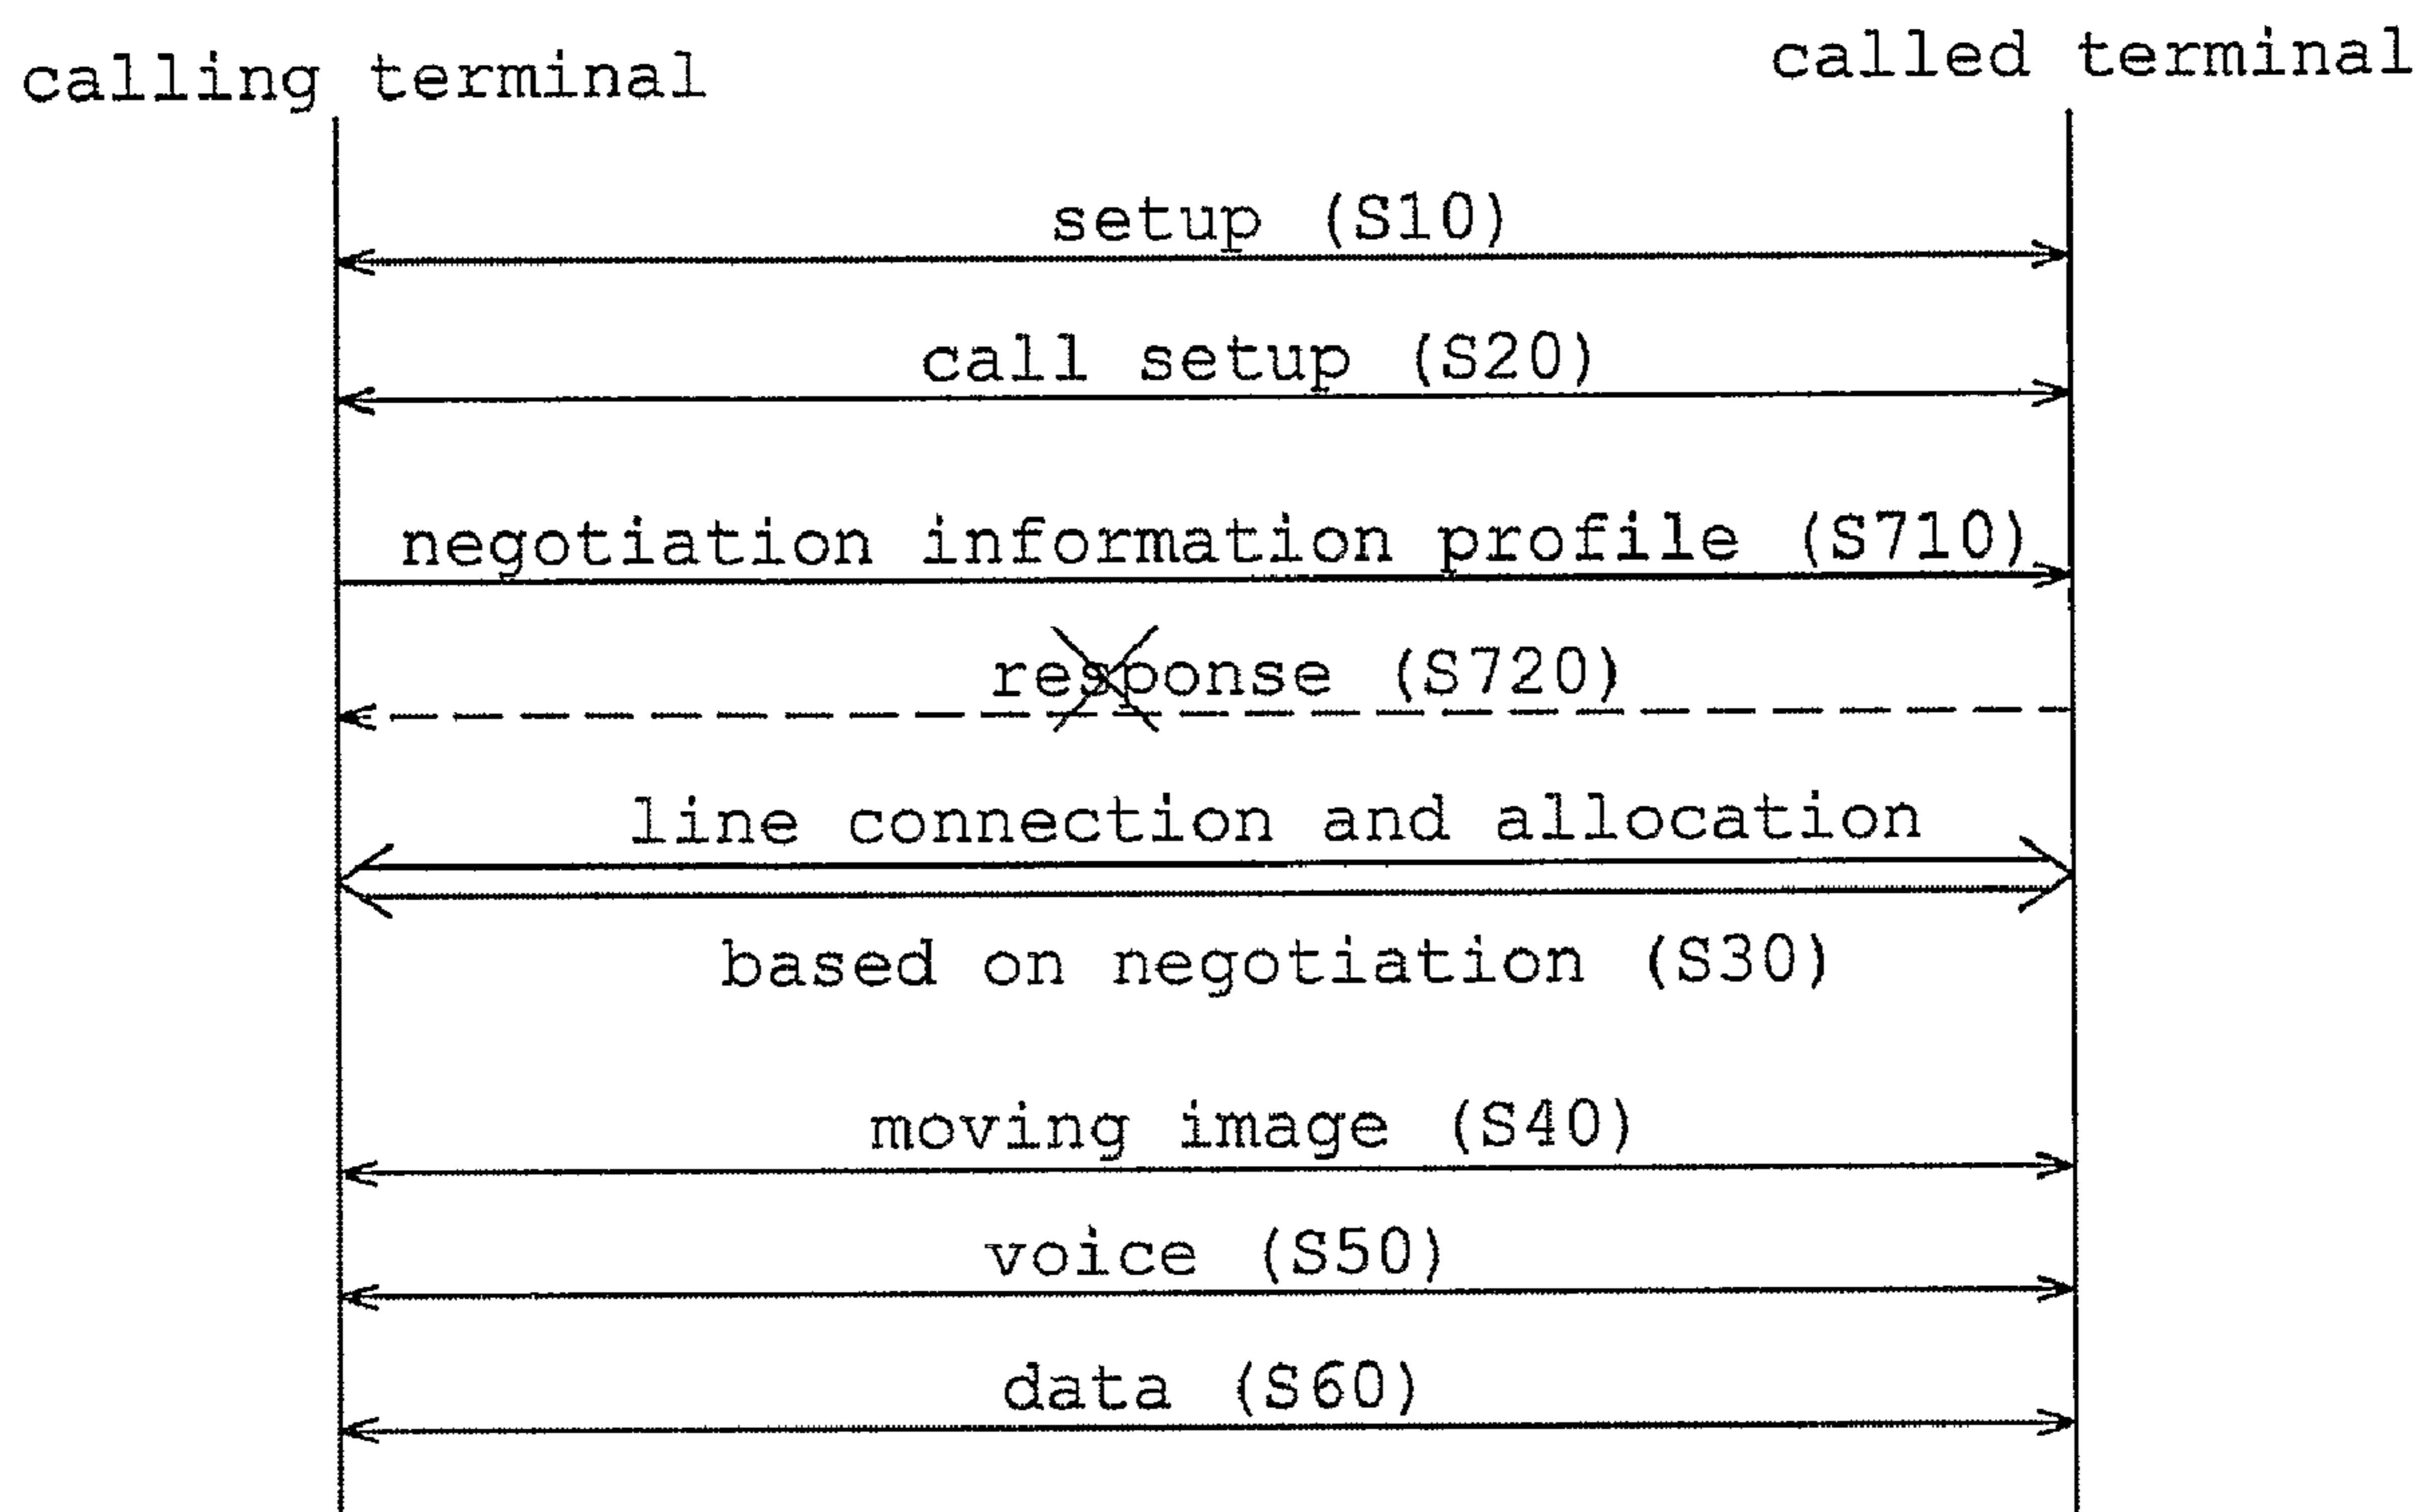 calling terminal
called terminal
setup (S10)
call setup (S20)
negotiation information profile (S710)
response (S720)
line connection and allocation
based on negotiation (S30)
moving image (S40)
voice (S50)
data (S60)